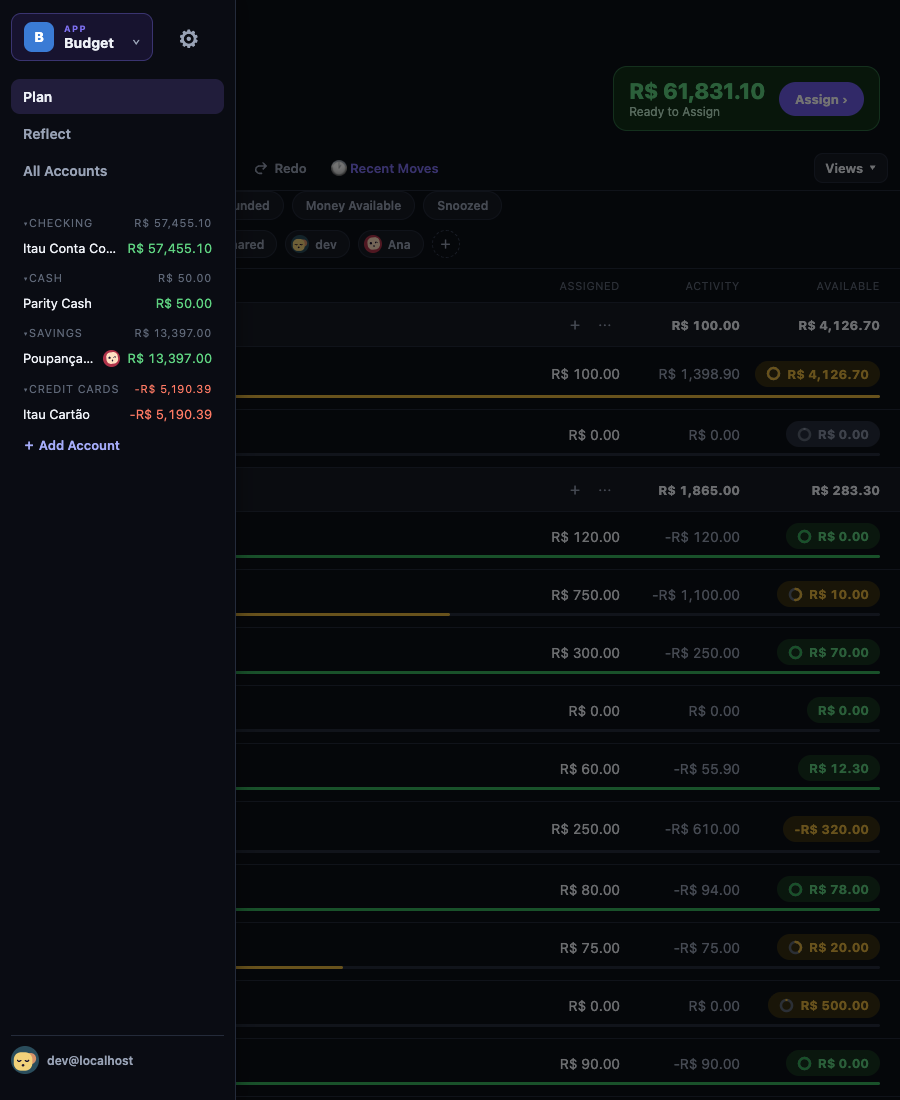 B
APP
Budget
Plan
Reflect
All Accounts
CHECKING R$ 57,455.10
Itau Conta Co... R$ 57,455.10
CASH R$ 50.00
Parity Cash R$ 50.00
SAVINGS R$ 13,397.00
Poupança... R$ 13,397.00
CREDIT CARDS -R$ 5,190.39
Itau Cartão -R$ 5,190.39
+ Add Account
dev@localhost
R$ 61,831.10
Ready to Assign
Assign ›
Redo Recent Moves Views
unded Money Available Snoozed
ared dev Ana +
ASSIGNED ACTIVITY AVAILABLE
+ ... R$ 100.00 R$ 4,126.70
R$ 100.00 R$ 1,398.90 R$ 4,126.70
R$ 0.00 R$ 0.00 R$ 0.00
+ ... R$ 1,865.00 R$ 283.30
R$ 120.00 -R$ 120.00 R$ 0.00
R$ 750.00 -R$ 1,100.00 R$ 10.00
R$ 300.00 -R$ 250.00 R$ 70.00
R$ 0.00 R$ 0.00 R$ 0.00
R$ 60.00 -R$ 55.90 R$ 12.30
R$ 250.00 -R$ 610.00 -R$ 320.00
R$ 80.00 -R$ 94.00 R$ 78.00
R$ 75.00 -R$ 75.00 R$ 20.00
R$ 0.00 R$ 0.00 R$ 500.00
R$ 90.00 -R$ 90.00 R$ 0.00